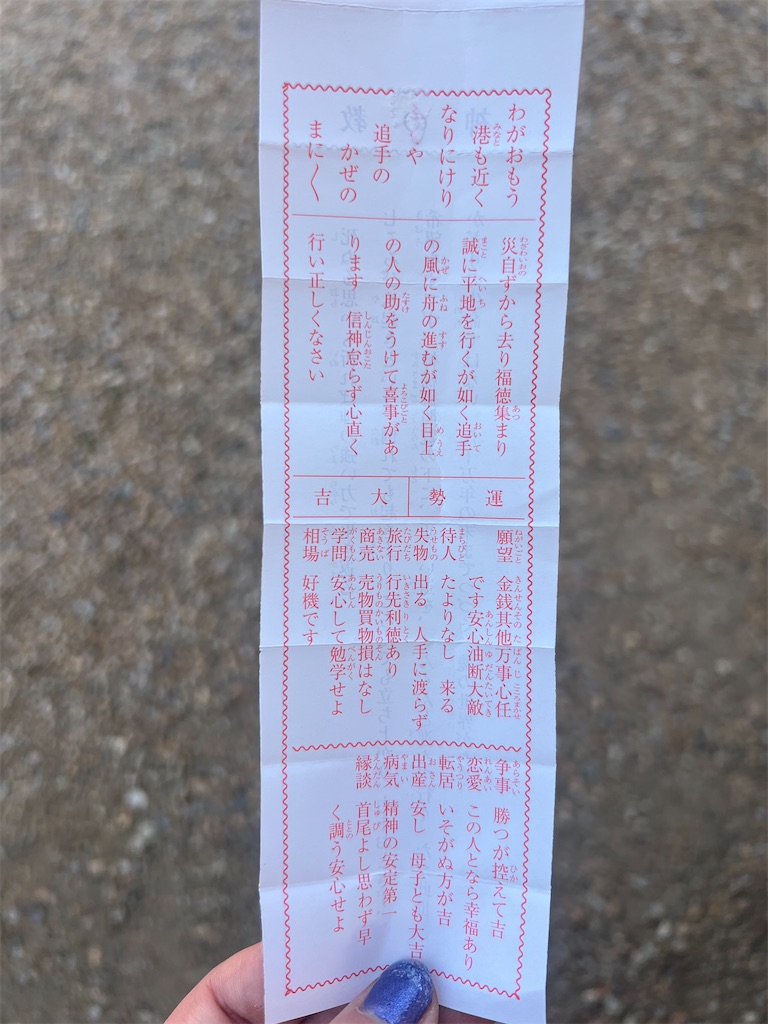 わがおもう
港も近く
なりにけり
や
追手の
かぜの
まに〱
災自ずから去り福徳集まり
誠に平地を行くが如く追手
の風に舟の進むが如く目上
の人の助をうけて喜事があ
ります 信神怠らず心直く
行い正しくなさい
運勢 大吉
願望 金銭其他万事心任
です安心油断大敵
待人 たよりなし 来る
失物 出る 人手に渡らず
旅行 行先利徳あり
商売 売物買物損はなし
学問 安心して勉学せよ
相場 好機です
争事 勝つが控えて吉
恋愛 この人となら幸福あり
転居 いそがぬ方が吉
出産 安し 母子とも大吉
病気 精神の安定第一
縁談 首尾よし思わず早
く調う安心せよ